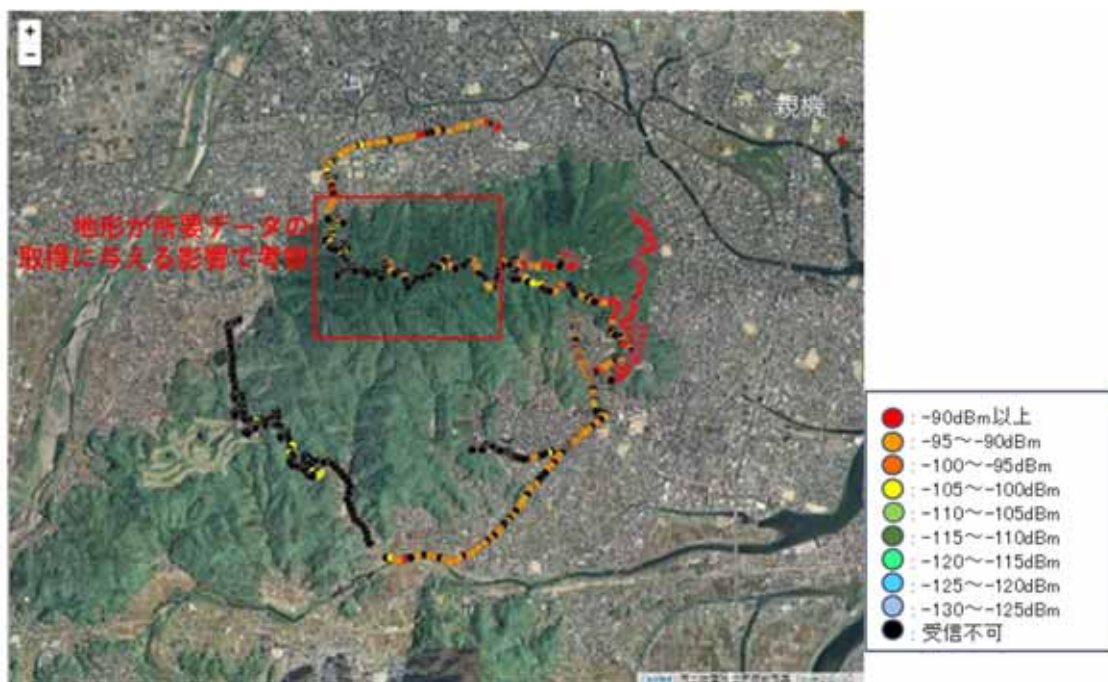 +
−
親機
地形が所要データの
取得に与える影響で考察
: -90dBm以上
: -95～-90dBm
: -100～-95dBm
: -105～-100dBm
: -110～-105dBm
: -115～-110dBm
: -120～-115dBm
: -125～-120dBm
: -130～-125dBm
: 受信不可